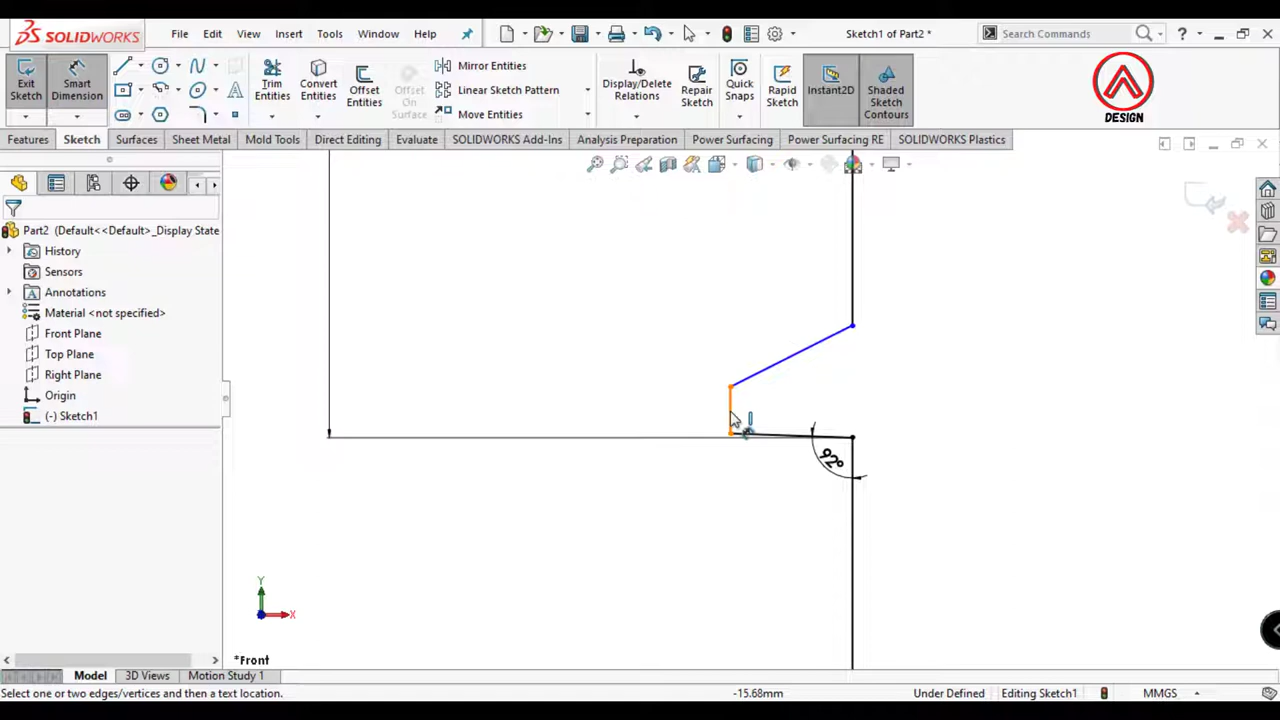 SOLIDWORKS File Edit View Insert Tools Window Help Sketch1 of Part2 * Search Commands ?
Exit Sketch Smart Dimension Trim Entities Convert Entities Offset Entities Offset On Surface Mirror Entities Linear Sketch Pattern Move Entities Display/Delete Relations Repair Sketch Quick Snaps Rapid Sketch Instant2D Shaded Sketch Contours
DESIGN
Features Sketch Surfaces Sheet Metal Mold Tools Direct Editing Evaluate SOLIDWORKS Add-Ins Analysis Preparation Power Surfacing Power Surfacing RE SOLIDWORKS Plastics
Part2 (Default<<Default>_Display State
History
Sensors
Annotations
Material <not specified>
Front Plane
Top Plane
Right Plane
Origin
(-) Sketch1
92°
Y
X
*Front
Model 3D Views Motion Study 1
Select one or two edges/vertices and then a text location. -15.68mm Under Defined Editing Sketch1 MMGS